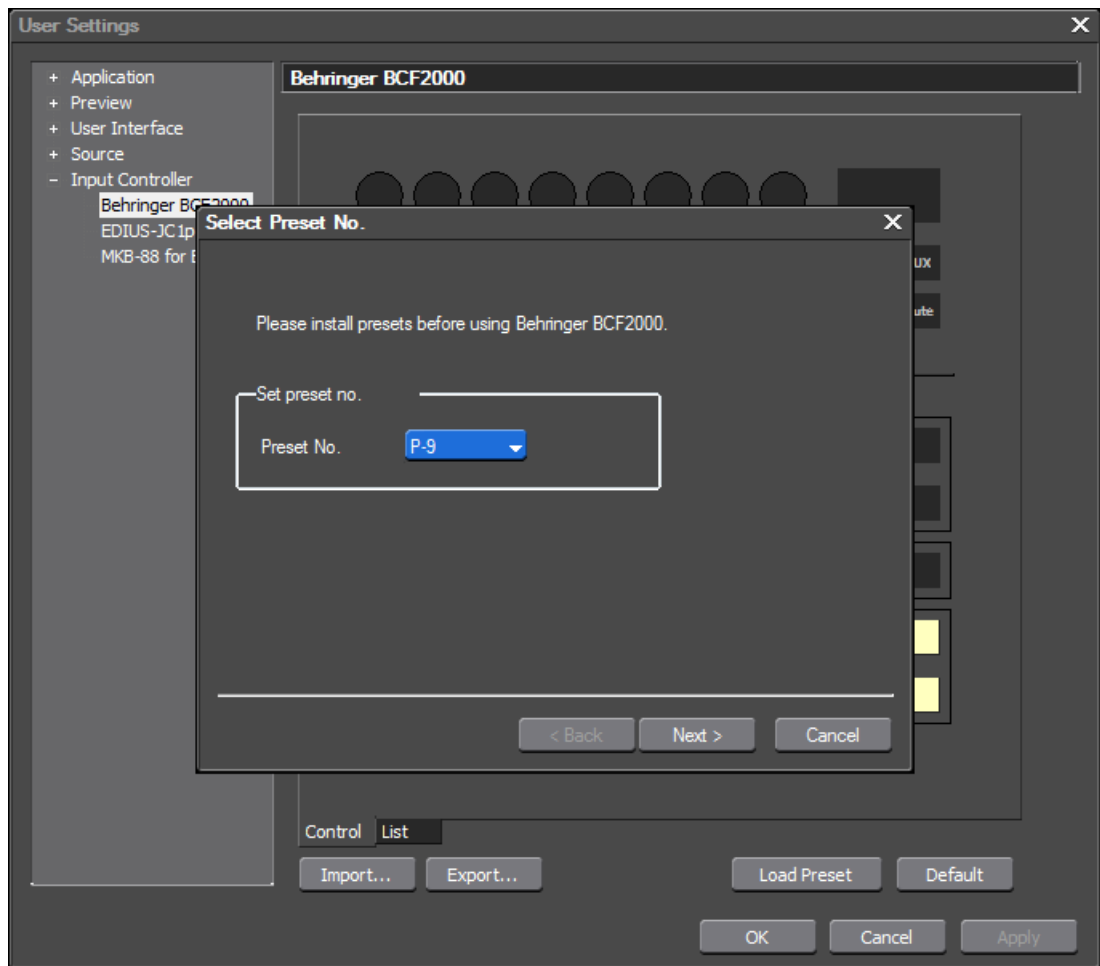 User Settings
+ Application
+ Preview
+ User Interface
+ Source
- Input Controller
Behringer BCF2000
EDIUS-JC1p
MKB-88 for E
Behringer BCF2000
ux
ute
Select Preset No.
Please install presets before using Behringer BCF2000.
Set preset no.
Preset No. P-9
< Back Next > Cancel
Control List
Import... Export... Load Preset Default
OK Cancel Apply